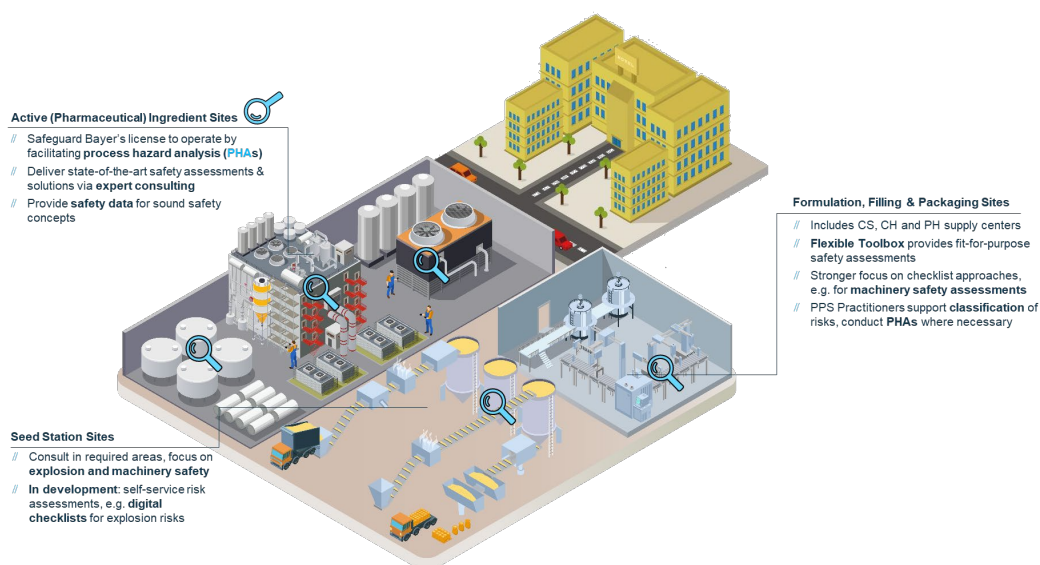 Active (Pharmaceutical) Ingredient Sites
// Safeguard Bayer's license to operate by
facilitating process hazard analysis (PHAs)
// Deliver state-of-the-art safety assessments &
solutions via expert consulting
// Provide safety data for sound safety
concepts
Formulation, Filling & Packaging Sites
// Includes CS, CH and PH supply centers
// Flexible Toolbox provides fit-for-purpose
safety assessments
// Stronger focus on checklist approaches,
e.g. for machinery safety assessments
// PPS Practitioners support classification of
risks, conduct PHAs where necessary
Seed Station Sites
// Consult in required areas, focus on
explosion and machinery safety
// In development: self-service risk
assessments, e.g. digital
checklists for explosion risks